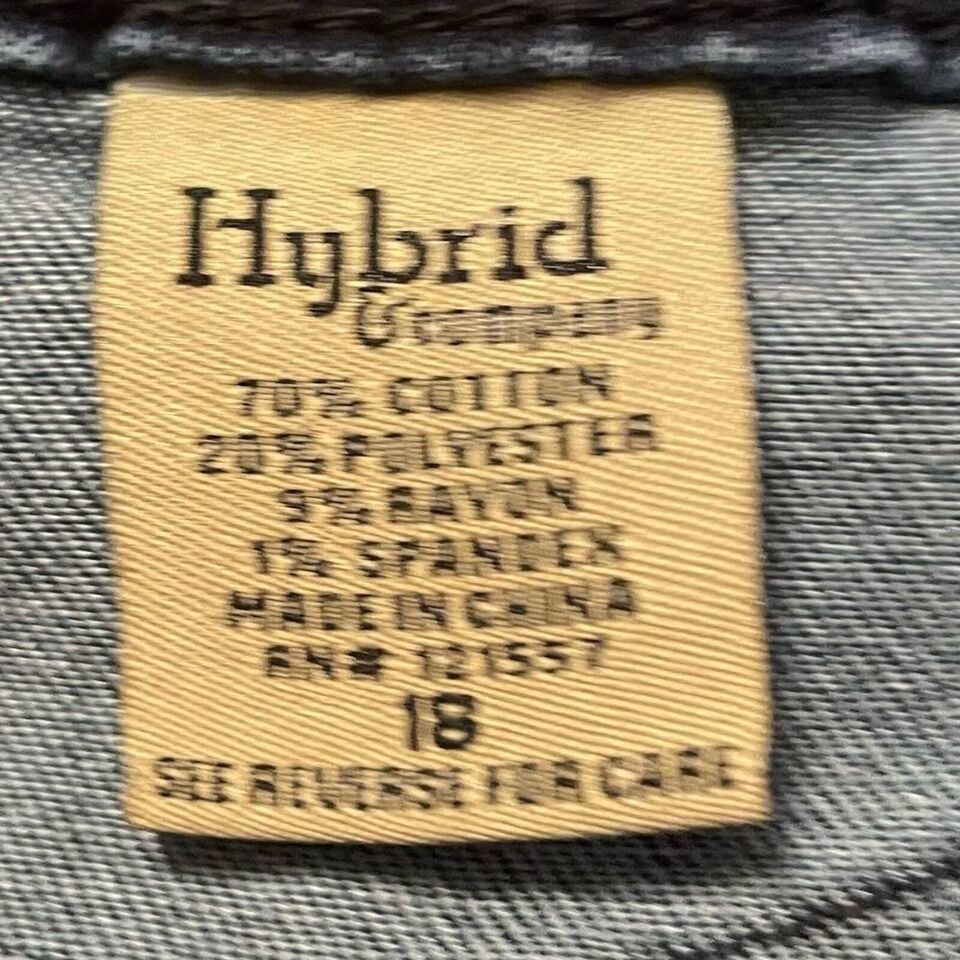 Hybrid
& company
70% COTTON
20% POLYESTER
9% RAYON
1% SPANDEX
MADE IN CHINA
RN# 121557
18
SEE REVERSE FOR CARE